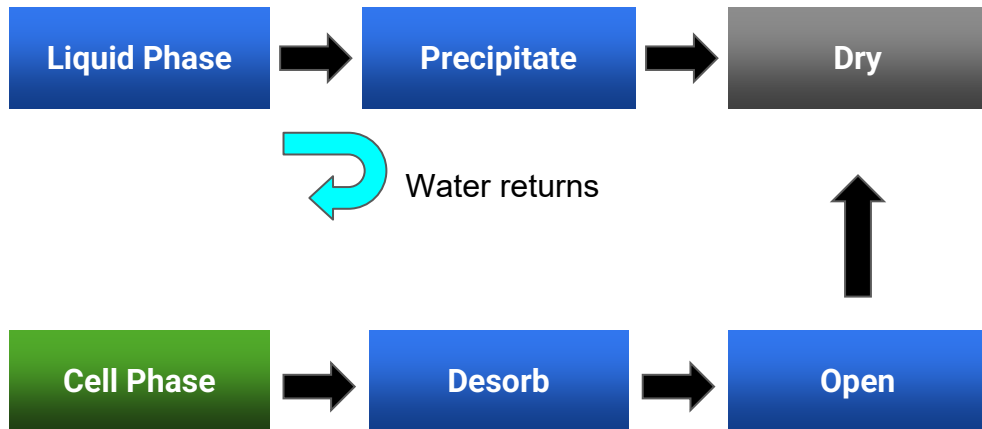 Liquid Phase
Precipitate
Dry
Water returns
Cell Phase
Desorb
Open